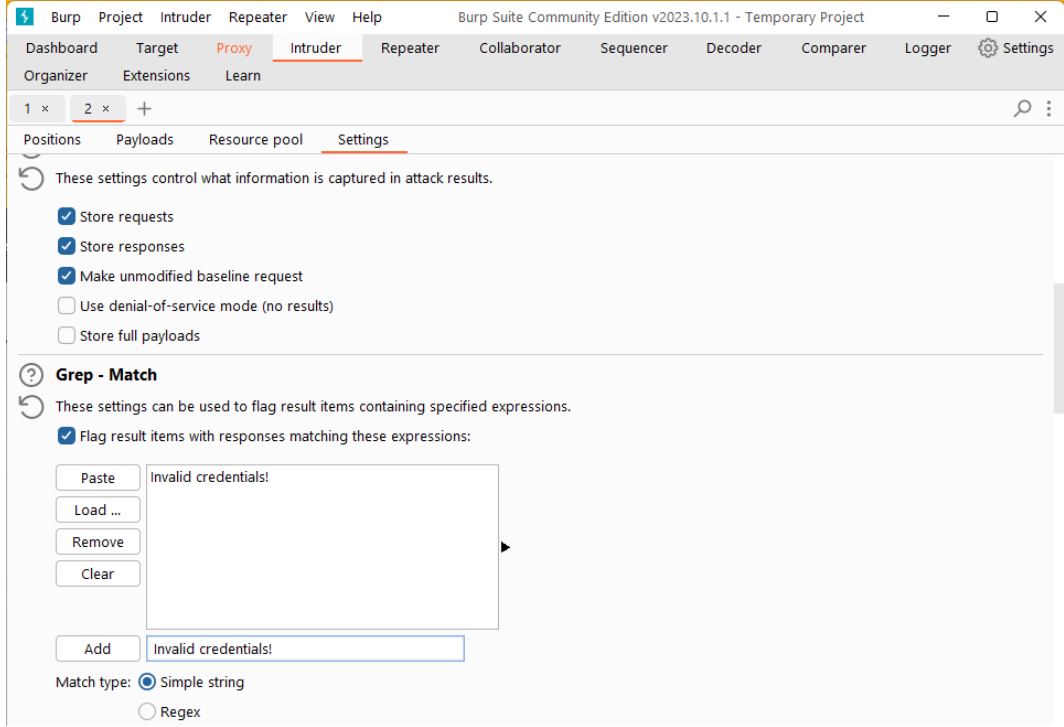 Burp Project Intruder Repeater View Help Burp Suite Community Edition v2023.10.1.1 - Temporary Project
Dashboard Target Proxy Intruder Repeater Collaborator Sequencer Decoder Comparer Logger Settings
Organizer Extensions Learn
1 × 2 × +
Positions Payloads Resource pool Settings
These settings control what information is captured in attack results.
Store requests
Store responses
Make unmodified baseline request
Use denial-of-service mode (no results)
Store full payloads
? Grep - Match
These settings can be used to flag result items containing specified expressions.
Flag result items with responses matching these expressions:
Paste Invalid credentials!
Load ...
Remove
Clear
Add Invalid credentials!
Match type: Simple string
Regex